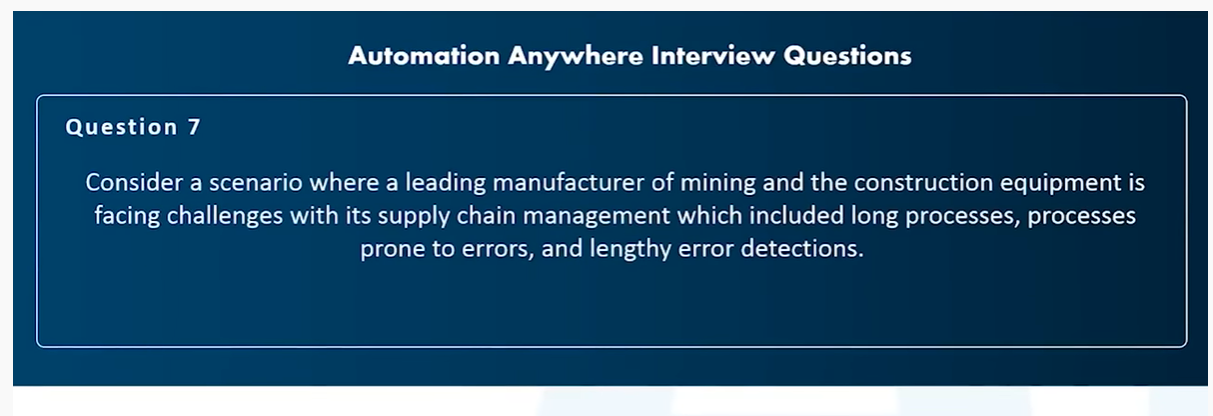 Automation Anywhere Interview Questions
Question 7
Consider a scenario where a leading manufacturer of mining and the construction equipment is
facing challenges with its supply chain management which included long processes, processes
prone to errors, and lengthy error detections.